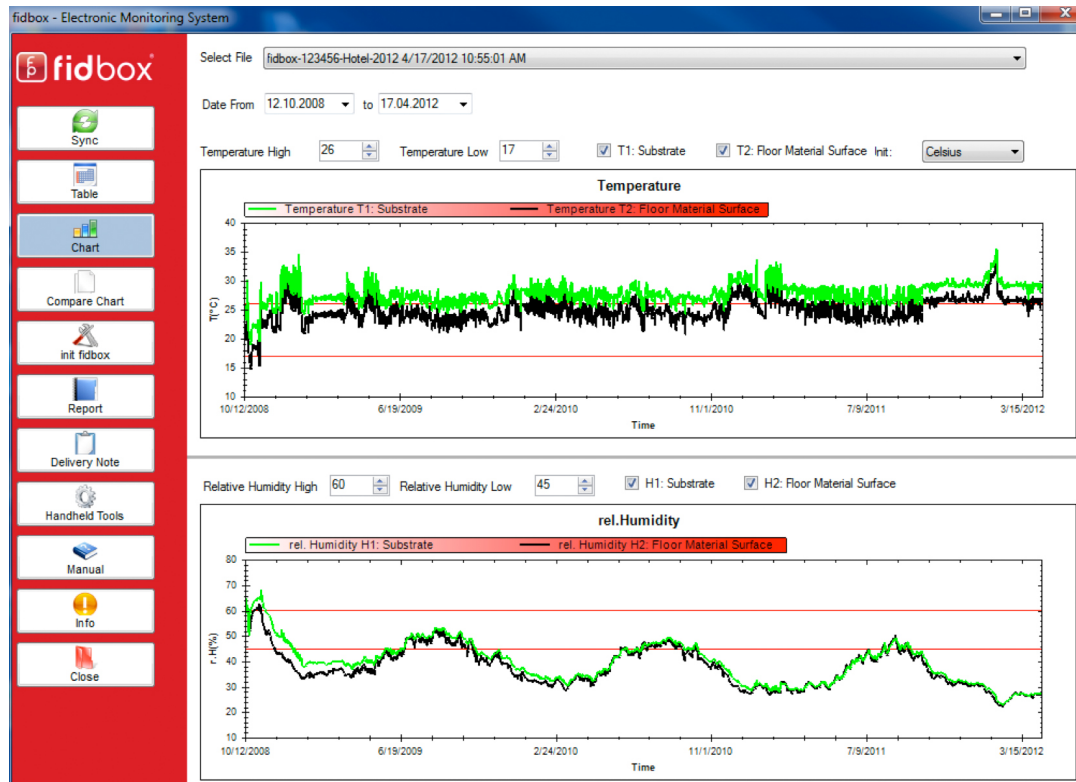 fidbox - Electronic Monitoring System
fidbox
Sync
Table
Chart
Compare Chart
init fidbox
Report
Delivery Note
Handheld Tools
Manual
Info
Close
Select File fidbox-123456-Hotel-2012 4/17/2012 10:55:01 AM
Date From 12.10.2008 to 17.04.2012
Temperature High 26 Temperature Low 17 T1: Substrate T2: Floor Material Surface Init: Celsius
Temperature
Temperature T1: Substrate Temperature T2: Floor Material Surface
T(°C)
40
35
30
25
20
15
10
10/12/2008 6/19/2009 2/24/2010 11/1/2010 7/9/2011 3/15/2012
Time
Relative Humidity High 60 Relative Humidity Low 45 H1: Substrate H2: Floor Material Surface
rel.Humidity
rel. Humidity H1: Substrate rel. Humidity H2: Floor Material Surface
r.H(%)
80
70
60
50
40
30
20
10
10/12/2008 6/19/2009 2/24/2010 11/1/2010 7/9/2011 3/15/2012
Time